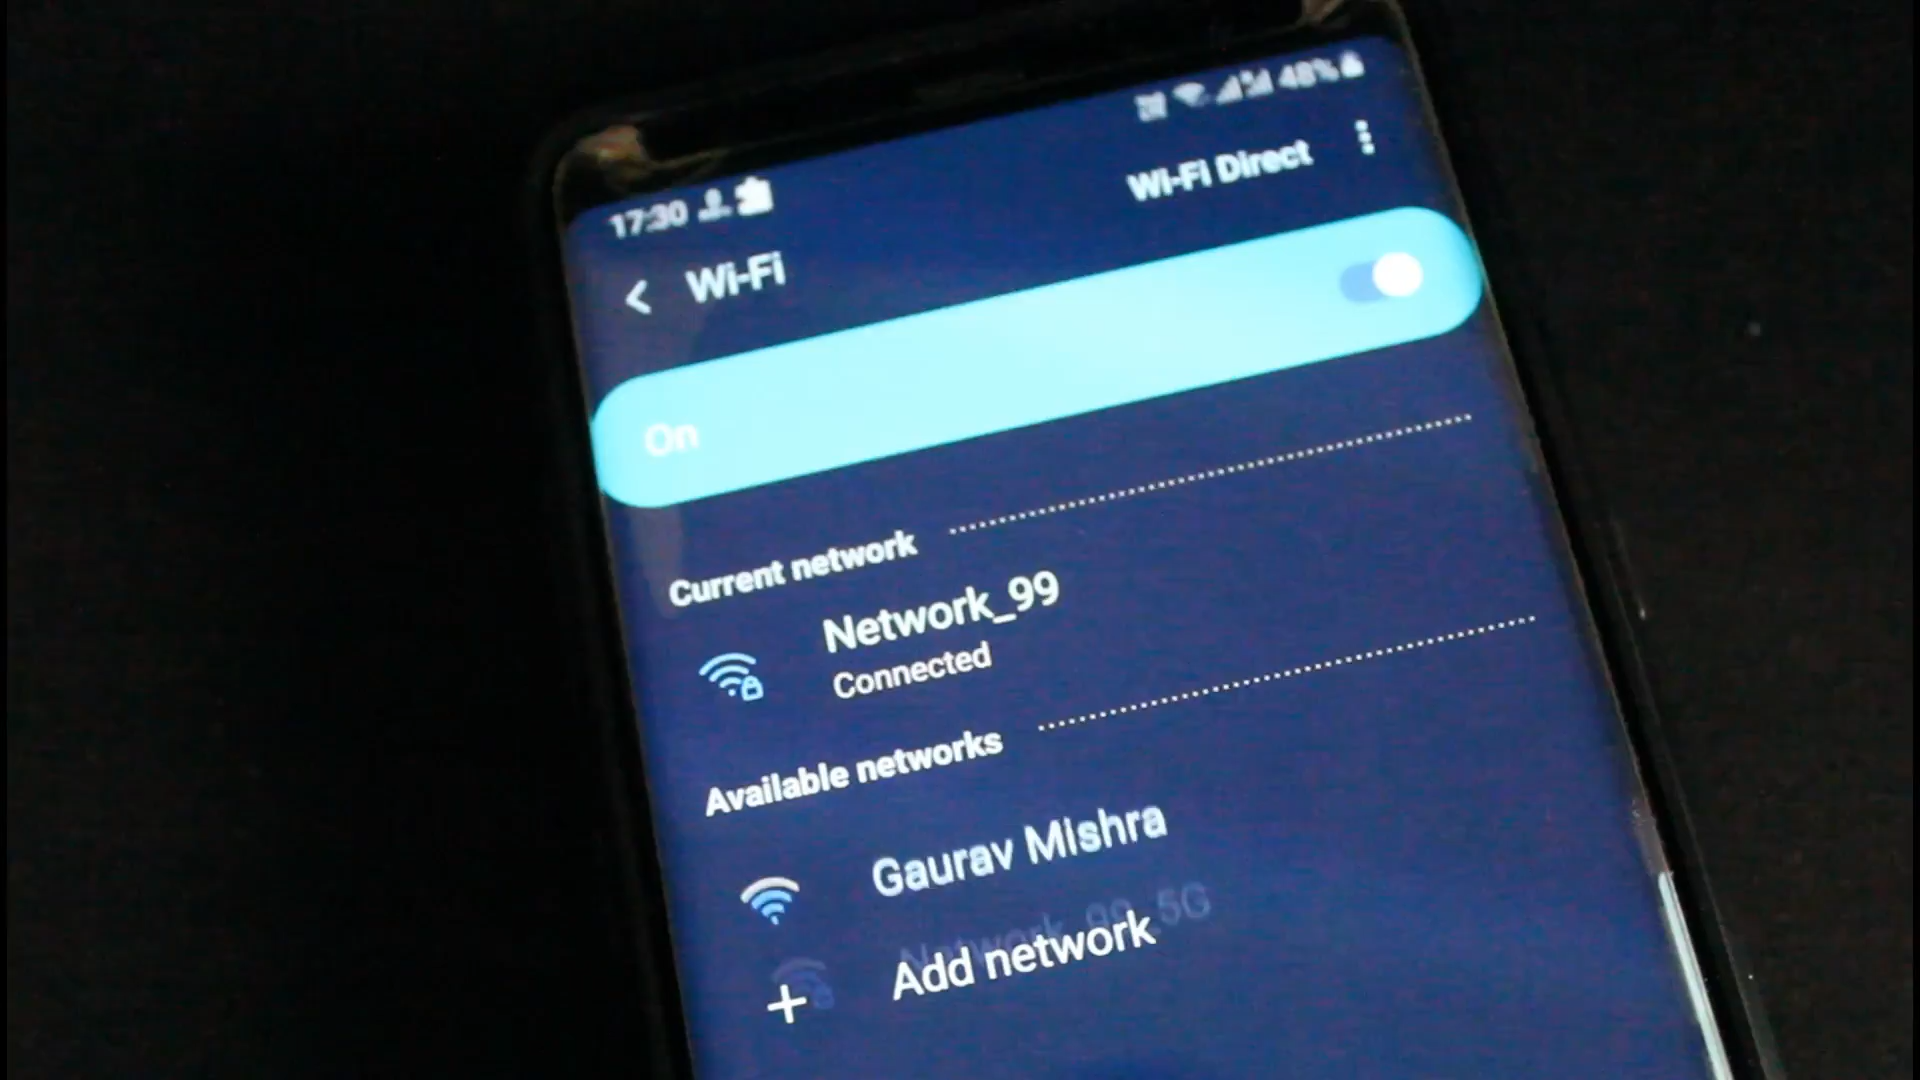 17:30
48%
Wi-Fi Direct
Wi-Fi
On
Current network
Network_99
Connected
Available networks
Gaurav Mishra
Network_99_5G
Add network